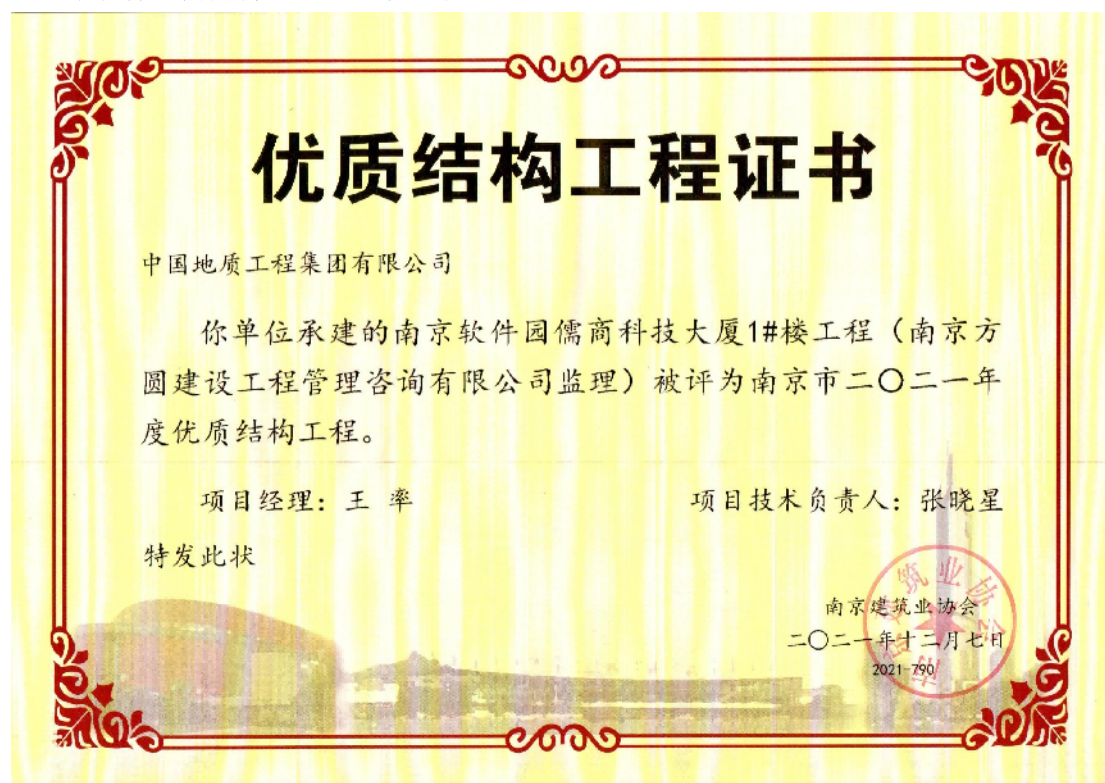 优质结构工程证书
中国地质工程集团有限公司
你单位承建的南京软件园儒商科技大厦1#楼工程（南京方
圆建设工程管理咨询有限公司监理）被评为南京市二〇二一年
度优质结构工程。
项目经理：王 率
项目技术负责人：张晓星
特发此状
南京建筑业协会
二〇二一年十二月七日
2021-790